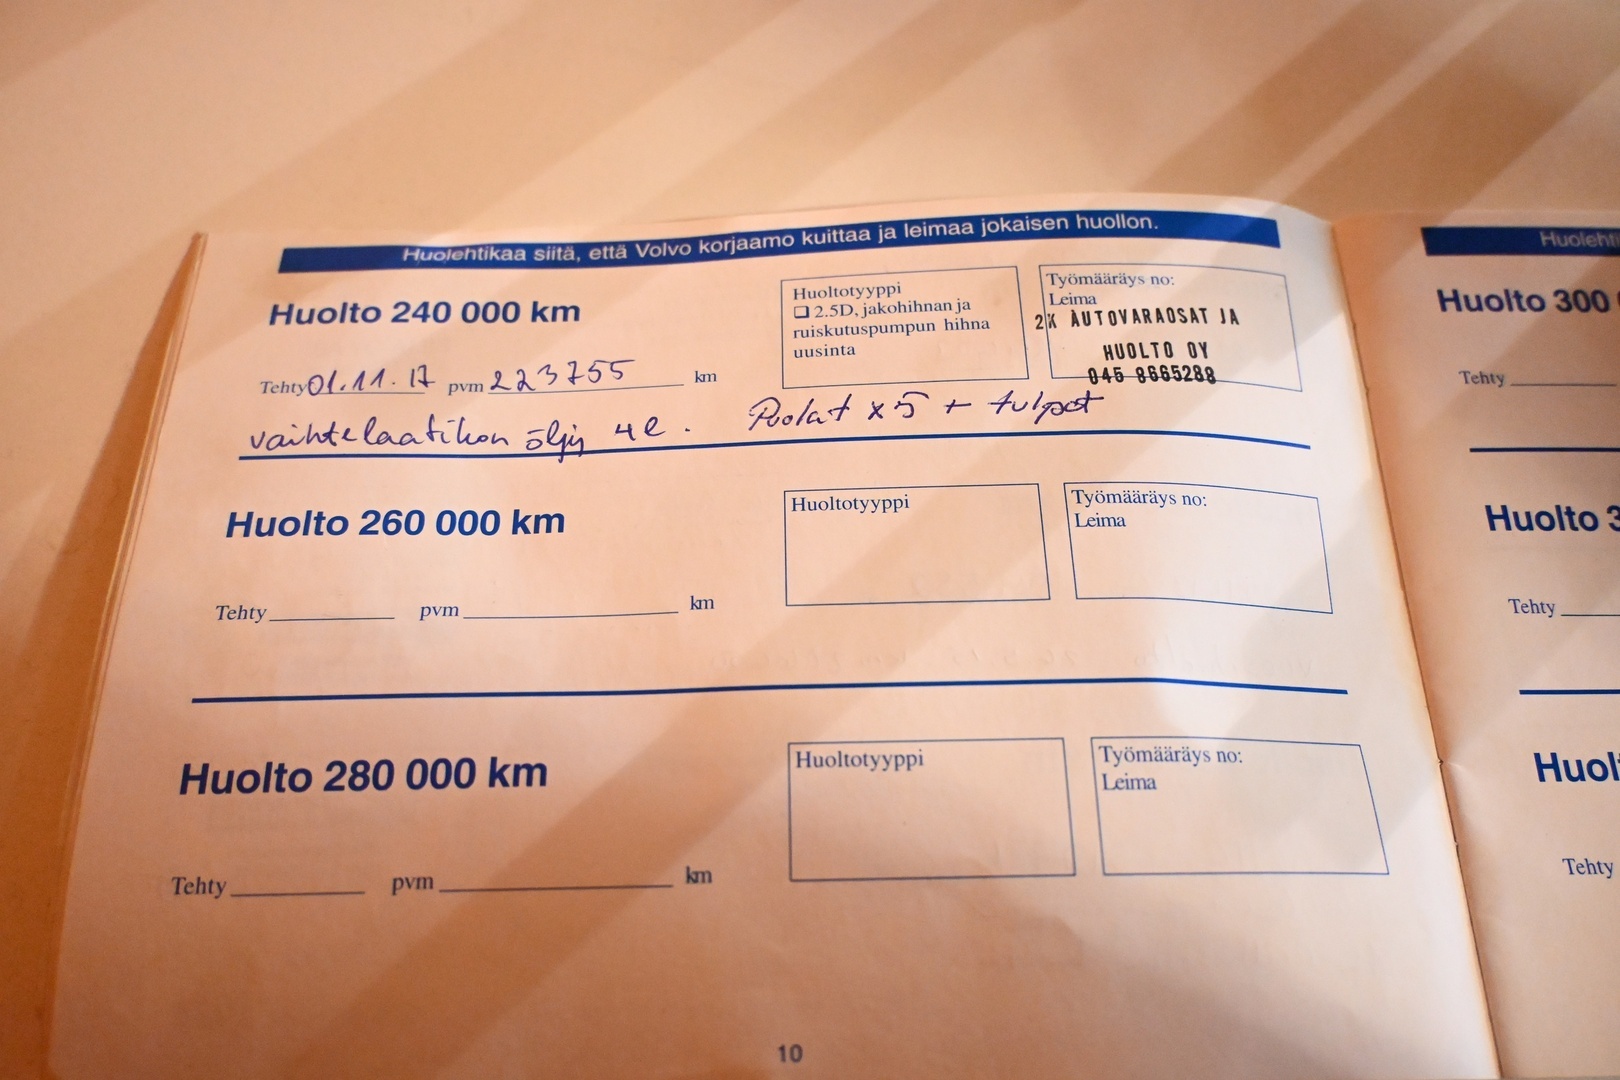 Huolehtikaa siitä, että Volvo korjaamo kuittaa ja leimaa jokaisen huollon.
Huolto 240 000 km
Huoltotyyppi
❏ 2.5D, jakohihnan ja
ruiskutuspumpun hihna
uusinta
Työmääräys no:
Leima
2K AUTOVARAOSAT JA
HUOLTO OY
045 8665288
Tehty 01.11.17 pvm 223755 km
vaihtelaatikon öljy 4l. Puolat x5 + tulpat
Huolto 260 000 km
Huoltotyyppi
Työmääräys no:
Leima
Tehty pvm km
Huolto 280 000 km
Huoltotyyppi
Työmääräys no:
Leima
Tehty pvm km
10
Huolehti
Huolto 300
Tehty
Huolto 3
Tehty
Huol
Tehty